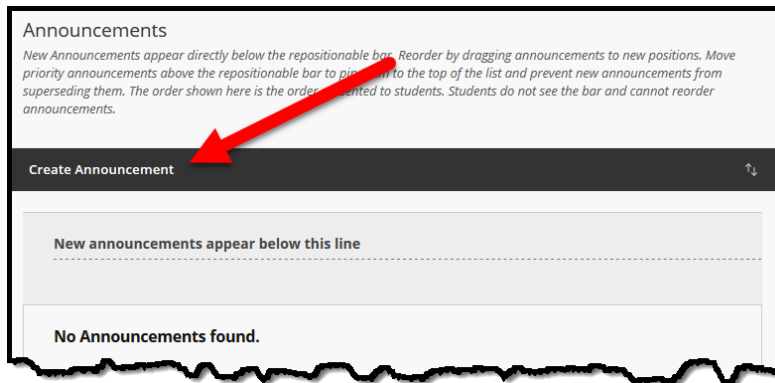 Announcements
New Announcements appear directly below the repositionable bar. Reorder by dragging announcements to new positions. Move
priority announcements above the repositionable bar to pin to the top of the list and prevent new announcements from
superseding them. The order shown here is the order to students. Students do not see the bar and cannot reorder
announcements.
Create Announcement
New announcements appear below this line
No Announcements found.